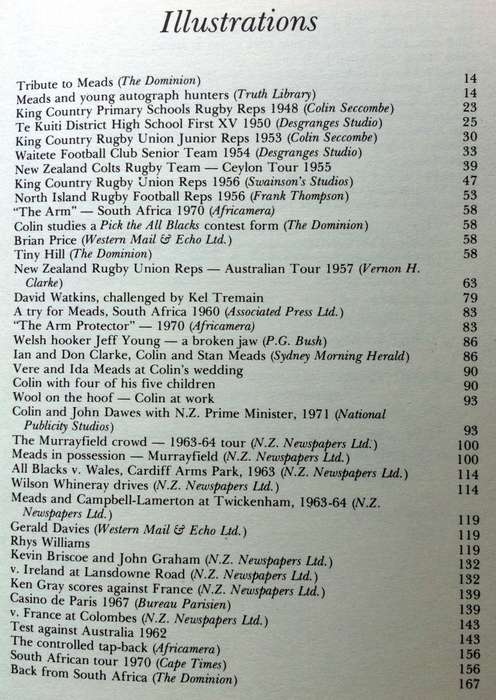 Illustrations
Tribute to Meads (The Dominion) 14
Meads and young autograph hunters (Truth Library) 14
King Country Primary Schools Rugby Reps 1948 (Colin Seccombe) 23
Te Kuiti District High School First XV 1950 (Desgranges Studio) 25
King Country Rugby Union Junior Reps 1953 (Colin Seccombe) 30
Waitete Football Club Senior Team 1954 (Desgranges Studio) 33
New Zealand Colts Rugby Team — Ceylon Tour 1955 39
King Country Rugby Union Reps 1956 (Swainson's Studios) 47
North Island Rugby Football Reps 1956 (Frank Thompson) 53
"The Arm" — South Africa 1970 (Africamera) 58
Colin studies a Pick the All Blacks contest form (The Dominion) 58
Brian Price (Western Mail & Echo Ltd.) 58
Tiny Hill (The Dominion) 58
New Zealand Rugby Union Reps — Australian Tour 1957 (Vernon H.
Clarke) 63
David Watkins, challenged by Kel Tremain 79
A try for Meads, South Africa 1960 (Associated Press Ltd.) 83
"The Arm Protector" — 1970 (Africamera) 83
Welsh hooker Jeff Young — a broken jaw (P.G. Bush) 86
Ian and Don Clarke, Colin and Stan Meads (Sydney Morning Herald) 86
Vere and Ida Meads at Colin's wedding 90
Colin with four of his five children 90
Wool on the hoof — Colin at work 93
Colin and John Dawes with N.Z. Prime Minister, 1971 (National
Publicity Studios) 93
The Murrayfield crowd — 1963-64 tour (N.Z. Newspapers Ltd.) 100
Meads in possession — Murrayfield (N.Z. Newspapers Ltd.) 100
All Blacks v. Wales, Cardiff Arms Park, 1963 (N.Z. Newspapers Ltd.) 114
Wilson Whineray drives (N.Z. Newspapers Ltd.) 114
Meads and Campbell-Lamerton at Twickenham, 1963-64 (N.Z.
Newspapers Ltd.) 119
Gerald Davies (Western Mail & Echo Ltd.) 119
Rhys Williams 119
Kevin Briscoe and John Graham (N.Z. Newspapers Ltd.) 132
v. Ireland at Lansdowne Road (N.Z. Newspapers Ltd.) 132
Ken Gray scores against France (N.Z. Newspapers Ltd.) 139
Casino de Paris 1967 (Bureau Parisien) 139
v. France at Colombes (N.Z. Newspapers Ltd.) 143
Test against Australia 1962 143
The controlled tap-back (Africamera) 156
South African tour 1970 (Cape Times) 156
Back from South Africa (The Dominion) 167